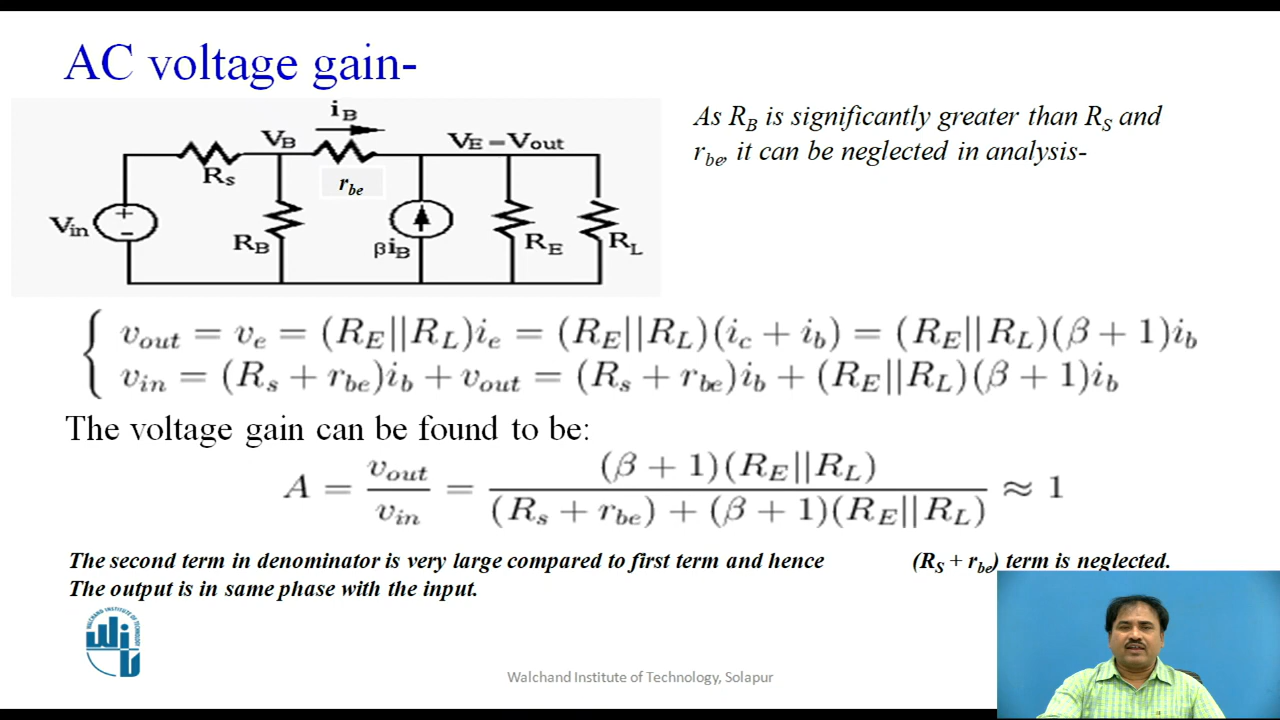 AC voltage gain-
As R_B is significantly greater than R_S and
r_be, it can be neglected in analysis-
i_B
V_B
V_E = V_out
R_S
r_be
V_in
+
-
R_B
βi_B
R_E
R_L
v_out = v_e = (R_E||R_L)i_e = (R_E||R_L)(i_c + i_b) = (R_E||R_L)(β + 1)i_b
v_in = (R_s + r_be)i_b + v_out = (R_s + r_be)i_b + (R_E||R_L)(β + 1)i_b
The voltage gain can be found to be:
A = v_out / v_in = (β + 1)(R_E||R_L) / (R_s + r_be) + (β + 1)(R_E||R_L) ≈ 1
The second term in denominator is very large compared to first term and hence (R_S + r_be) term is neglected.
The output is in same phase with the input.
Walchand Institute of Technology, Solapur